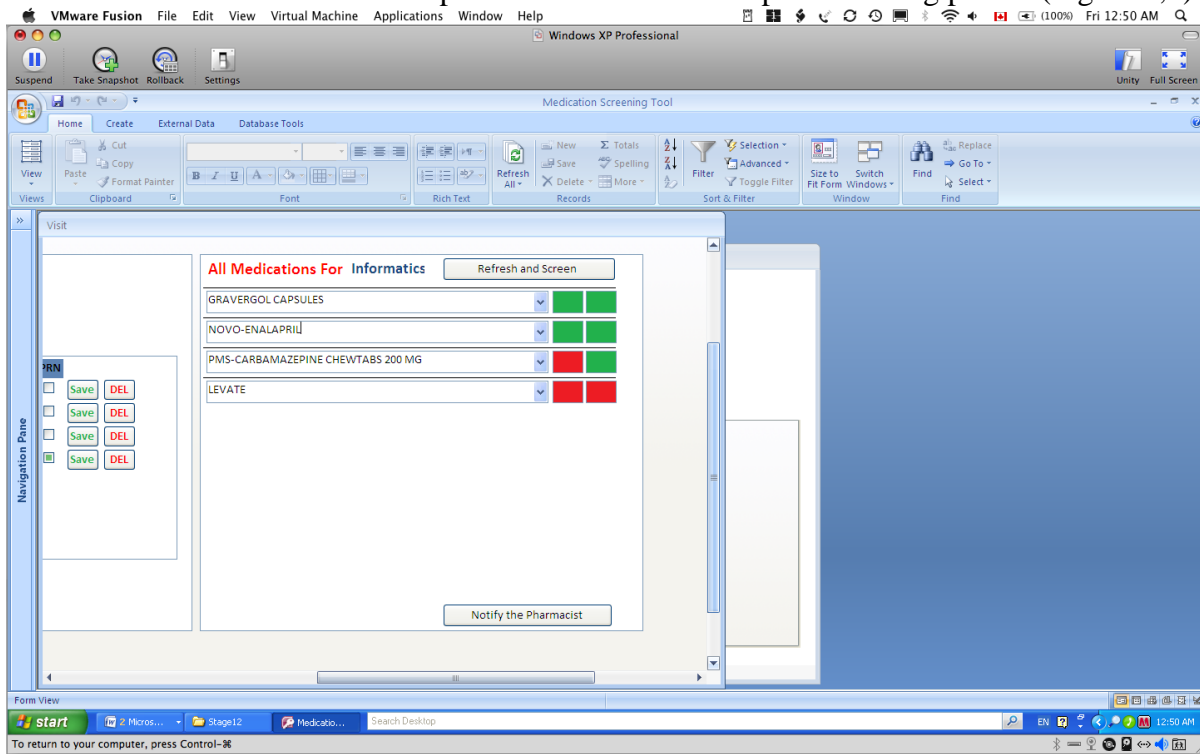 VMware Fusion File Edit View Virtual Machine Applications Window Help (100%) Fri 12:50 AM
Windows XP Professional
Suspend Take Snapshot Rollback Settings Unity Full Screen
Medication Screening Tool
Home Create External Data Database Tools
Cut New Totals Selection Replace
Copy Save Spelling Advanced Go To
View Paste Format Painter B I U A Refresh All Delete More Filter Toggle Filter Size to Fit Form Switch Windows Find Select
Views Clipboard Font Rich Text Records Sort & Filter Window Find
Visit
All Medications For Informatics Refresh and Screen
GRAVERGOL CAPSULES
NOVO-ENALAPRIL
PRN
PMS-CARBAMAZEPINE CHEWTABS 200 MG
Save DEL
LEVATE
Save DEL
Save DEL
Save DEL
Navigation Pane
Notify the Pharmacist
Form View
start 2 Micros... Stage12 Medicatio... Search Desktop EN 12:50 AM
To return to your computer, press Control-⌘